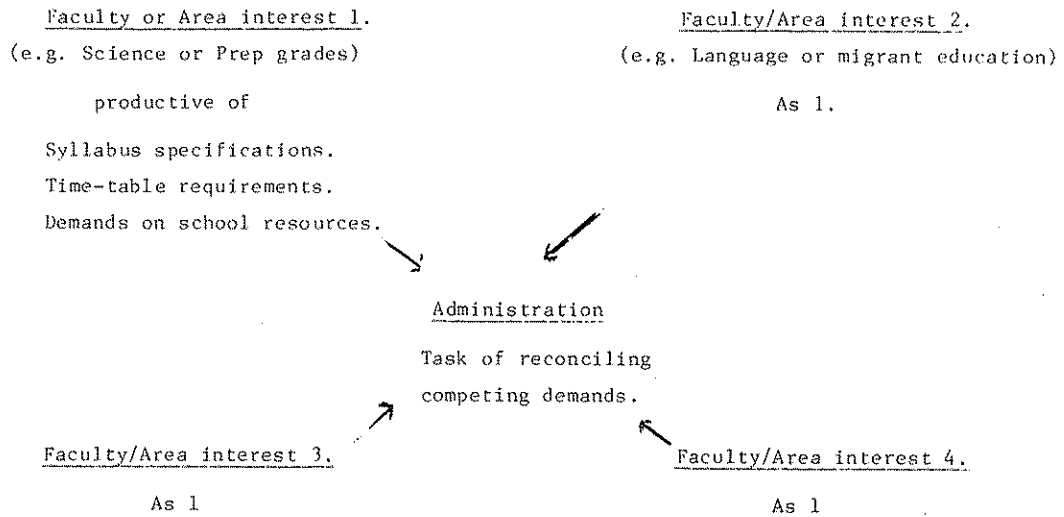 Faculty or Area interest 1.
(e.g. Science or Prep grades)
productive of
Syllabus specifications.
Time-table requirements.
Demands on school resources.
Faculty/Area interest 2.
(e.g. Language or migrant education)
As 1.
Administration
Task of reconciling
competing demands.
Faculty/Area interest 3.
As 1
Faculty/Area interest 4.
As 1